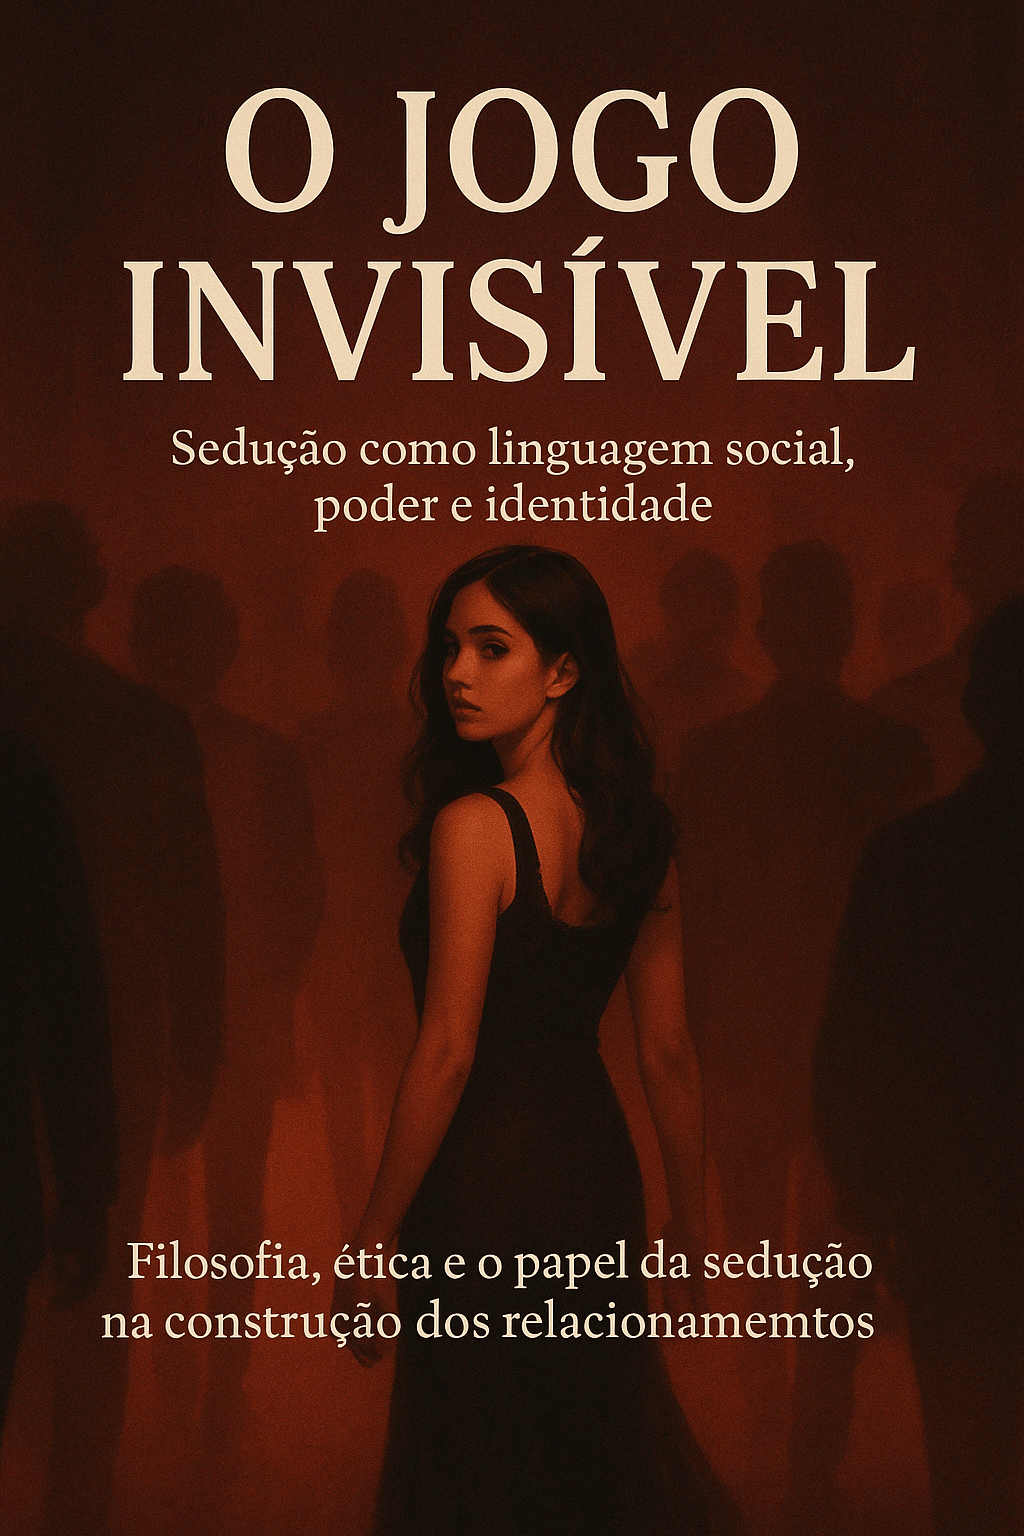 O JOGO
INVISÍVEL
Sedução como linguagem social,
poder e identidade
Filosofia, ética e o papel da sedução
na construção dos relacionamemtos